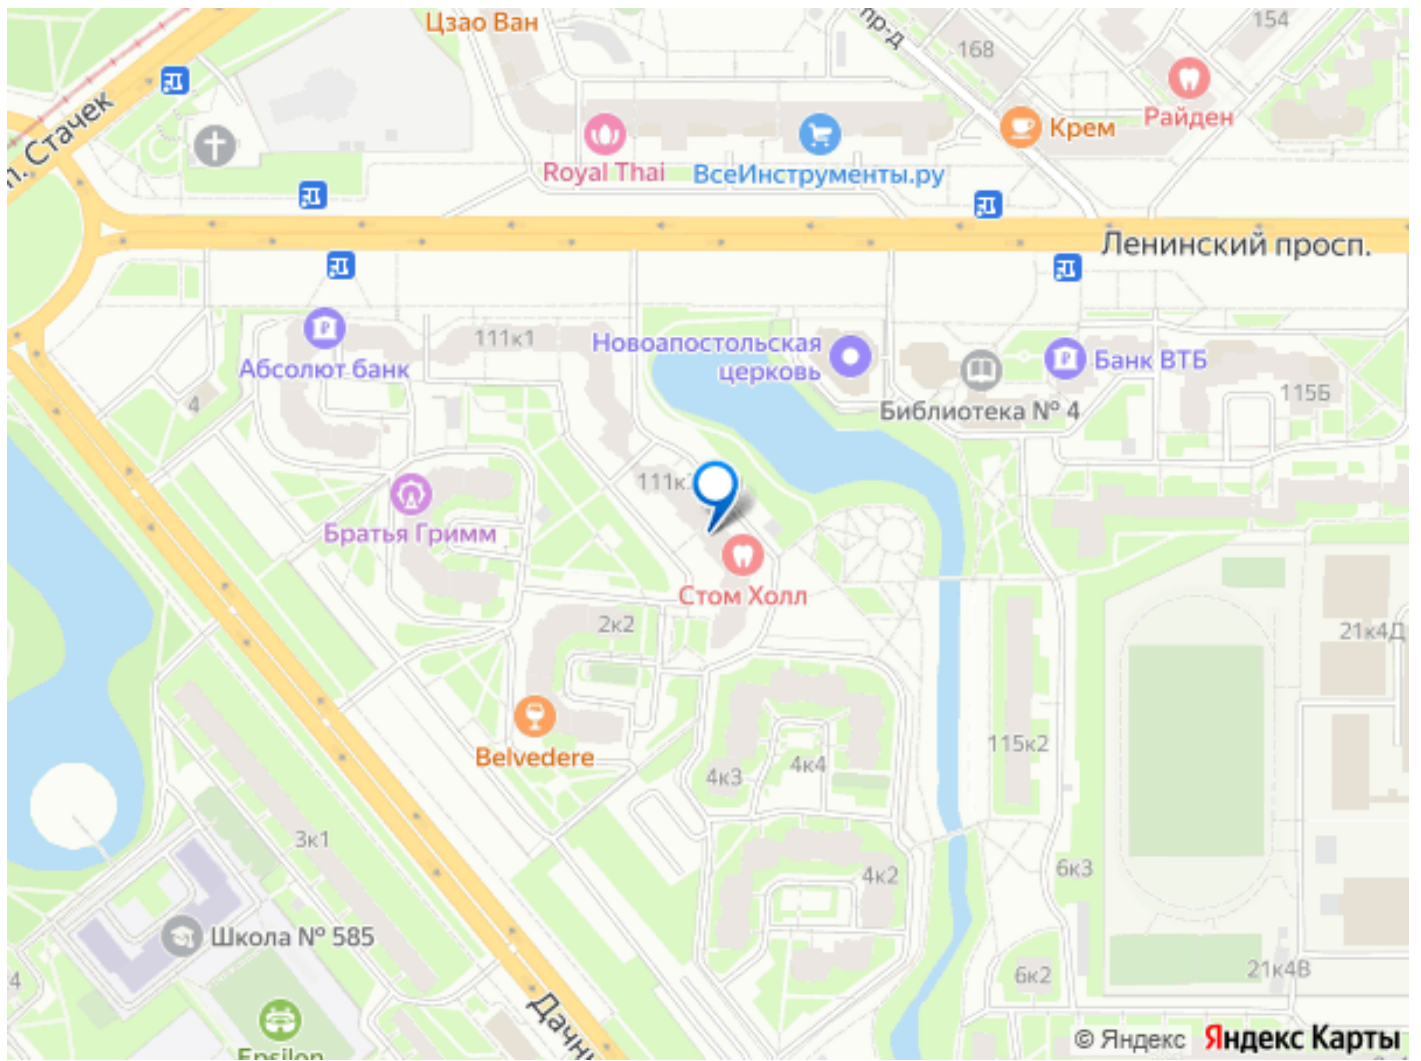 Цзао Ван
пр-д
154
168
Райден
Крем
Royal Thai
ВсеИнструменты.ру
Стачек
Ленинский просп.
111к1
Новоапостольская
церковь
Абсолют банк
Банк ВТБ
115Б
4
Библиотека № 4
111к
Братья Гримм
Стом Холл
2к2
21к4Д
Belvedere
115к2
4к3
4к4
3к1
4к2
6к3
Школа № 585
21к4В
6к2
4
Дачн
Epsilon
© Яндекс Яндекс Карты